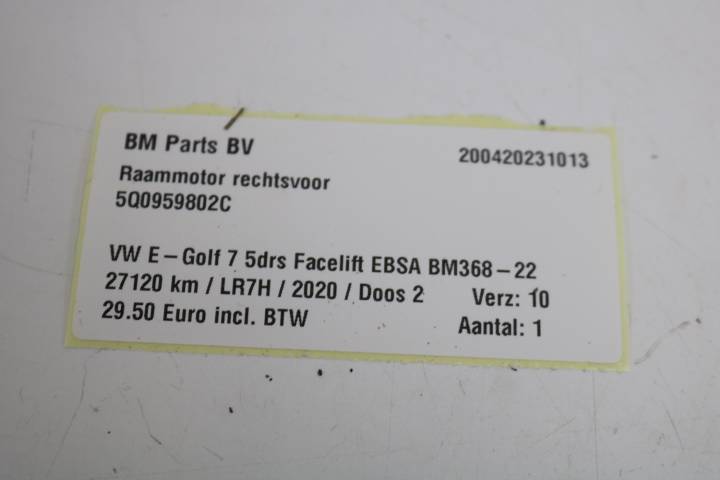 BM Parts BV 200420231013
Raammotor rechtsvoor
5Q0959802C
VW E-Golf 7 5drs Facelift EBSA BM368-22
27120 km / LR7H / 2020 / Doos 2 Verz: 10
29.50 Euro incl. BTW Aantal: 1